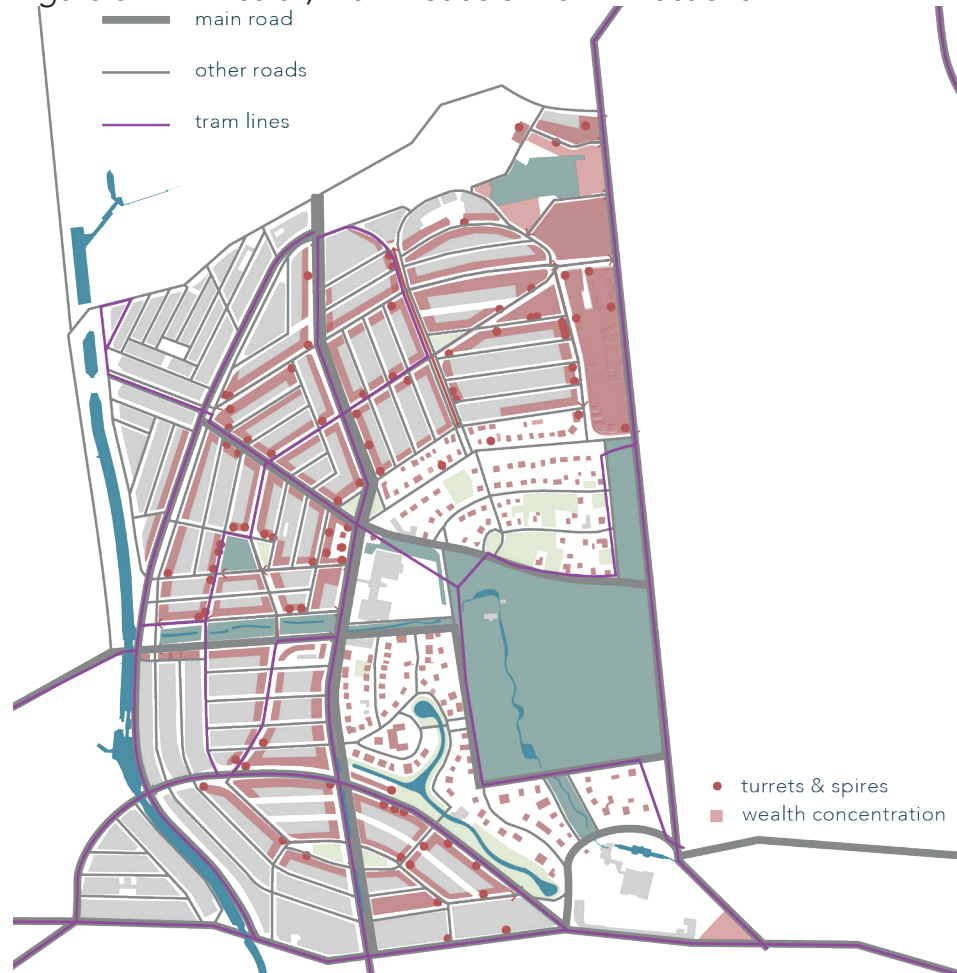 main road
other roads
tram lines
turrets & spires
wealth concentration